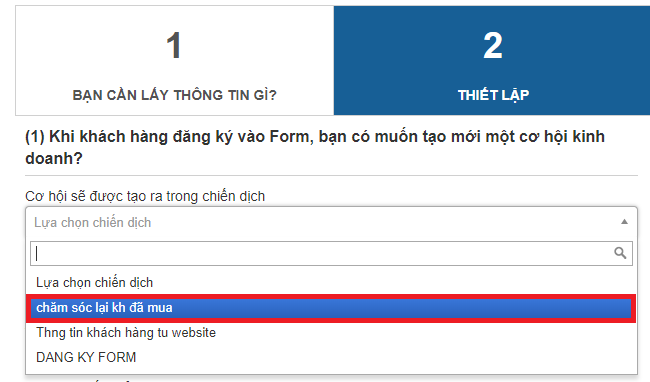 1
BẠN CẦN LẤY THÔNG TIN GÌ?
2
THIẾT LẬP
(1) Khi khách hàng đăng ký vào Form, bạn có muốn tạo mới một cơ hội kinh
doanh?
Cơ hội sẽ được tạo ra trong chiến dịch
Lựa chọn chiến dịch
Lựa chọn chiến dịch
chăm sóc lại kh đã mua
Thng tin khách hàng tu website
DANG KY FORM